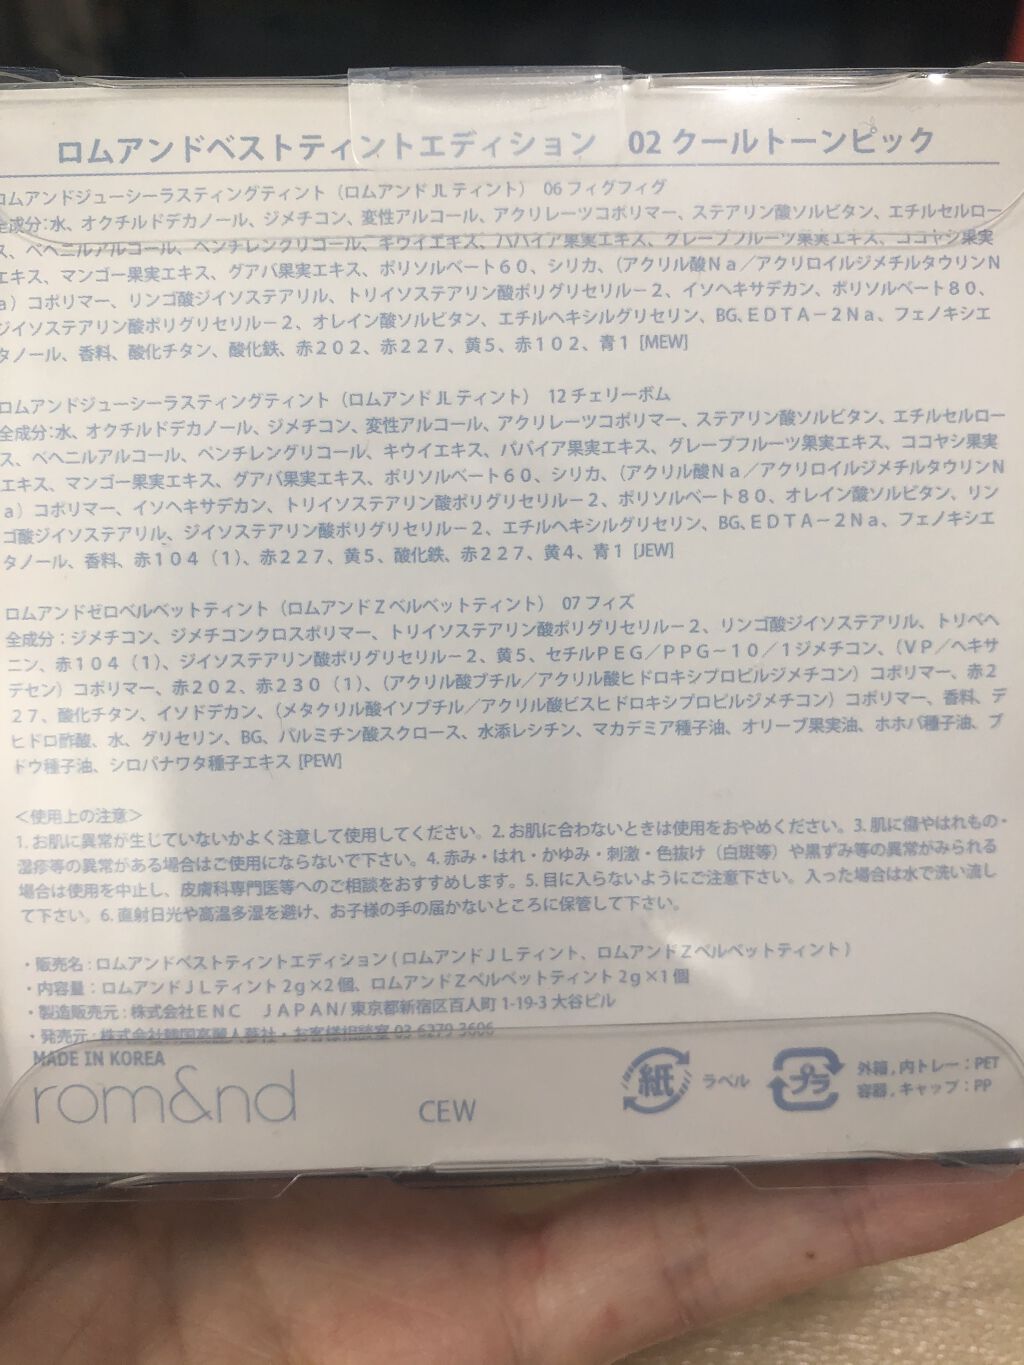 ロムアンドベストティントエディション 02 クールトーンピック
ロムアンドジューシーラスティングティント（ロムアンド JL ティント） 06 フィグフィグ
全成分:水、オクチルドデカノール、ジメチコン、変性アルコール、アクリレーツコポリマー、ステアリン酸ソルビタン、エチルセルロー
ス、ベヘニルアルコール、ペンチレングリコール、キウイエキス、パパイア果実エキス、グレープフルーツ果実エキス、ココヤシ果実
エキス、マンゴー果実エキス、グアバ果実エキス、ポリソルベート６０、シリカ、（アクリル酸Ｎａ／アクリロイルジメチルタウリンＮ
ａ）コポリマー、リンゴ酸ジイソステアリル、トリイソステアリン酸ポリグリセリル－２、イソヘキサデカン、ポリソルベート８０、
ジイソステアリン酸ポリグリセリル－２、オレイン酸ソルビタン、エチルヘキシルグリセリン、BG、ＥＤＴＡ－２Ｎａ、フェノキシエ
タノール、香料、酸化チタン、酸化鉄、赤２０２、赤２２７、黄５、赤１０２、青１ [MEW]
ロムアンドジューシーラスティングティント（ロムアンド JL ティント） 12 チェリーボム
全成分:水、オクチルドデカノール、ジメチコン、変性アルコール、アクリレーツコポリマー、ステアリン酸ソルビタン、エチルセルロー
ス、ベヘニルアルコール、ペンチレングリコール、キウイエキス、パパイア果実エキス、グレープフルーツ果実エキス、ココヤシ果実
エキス、マンゴー果実エキス、グアバ果実エキス、ポリソルベート６０、シリカ、（アクリル酸Ｎａ／アクリロイルジメチルタウリンＮ
ａ）コポリマー、イソヘキサデカン、トリイソステアリン酸ポリグリセリル－２、ポリソルベート８０、オレイン酸ソルビタン、リン
ゴ酸ジイソステアリル、ジイソステアリン酸ポリグリセリル－２、エチルヘキシルグリセリン、BG、ＥＤＴＡ－２Ｎａ、フェノキシエ
タノール、香料、赤１０４（１）、赤２２７、黄５、酸化鉄、赤２２７、黄４、青１ [JEW]
ロムアンドゼロベルベットティント（ロムアンドＺベルベットティント） 07 フィズ
全成分：ジメチコン、ジメチコンクロスポリマー、トリイソステアリン酸ポリグリセリル－２、リンゴ酸ジイソステアリル、トリベヘ
ニン、赤１０４（１）、ジイソステアリン酸ポリグリセリル－２、黄５、セチルＰＥＧ／ＰＰＧ－１０／１ジメチコン、（ＶＰ／ヘキサ
デセン）コポリマー、赤２０２、赤２３０（１）、（アクリル酸ブチル／アクリル酸ヒドロキシプロピルジメチコン）コポリマー、赤２
２７、酸化チタン、イソドデカン、（メタクリル酸イソブチル／アクリル酸ビスヒドロキシプロピルジメチコン）コポリマー、香料、デ
ヒドロ酢酸、水、グリセリン、BG、パルミチン酸スクロース、水添レシチン、マカデミア種子油、オリーブ果実油、ホホバ種子油、ブ
ドウ種子油、シロバナワタ種子エキス [PEW]
＜使用上の注意＞
1. お肌に異常が生じていないかよく注意して使用してください。2. お肌に合わないときは使用をおやめください。3. 肌に傷やはれもの・
湿疹等の異常がある場合はご使用にならないで下さい。4. 赤み・はれ・かゆみ・刺激・色抜け（白斑等）や黒ずみ等の異常がみられる
場合は使用を中止し、皮膚科専門医等へのご相談をおすすめします。5. 目に入らないようにご注意下さい。入った場合は水で洗い流し
て下さい。6. 直射日光や高温多湿を避け、お子様の手の届かないところに保管して下さい。
・販売名：ロムアンドベストティントエディション（ロムアンドＪＬティント、ロムアンドＺベルベットティント）
・内容量：ロムアンドＪＬティント 2g×2個、ロムアンドＺベルベットティント 2g×1個
・製造販売元：株式会社ＥＮＣ ＪＡＰＡＮ/ 東京都新宿区百人町 1-19-3 大谷ビル
・発売元：株式会社韓国高麗人蔘社・お客様相談室 03-6279-3606
MADE IN KOREA
rom&nd
CEW
紙 ラベル
プラ 外箱，内トレー：PET
容器，キャップ：PP